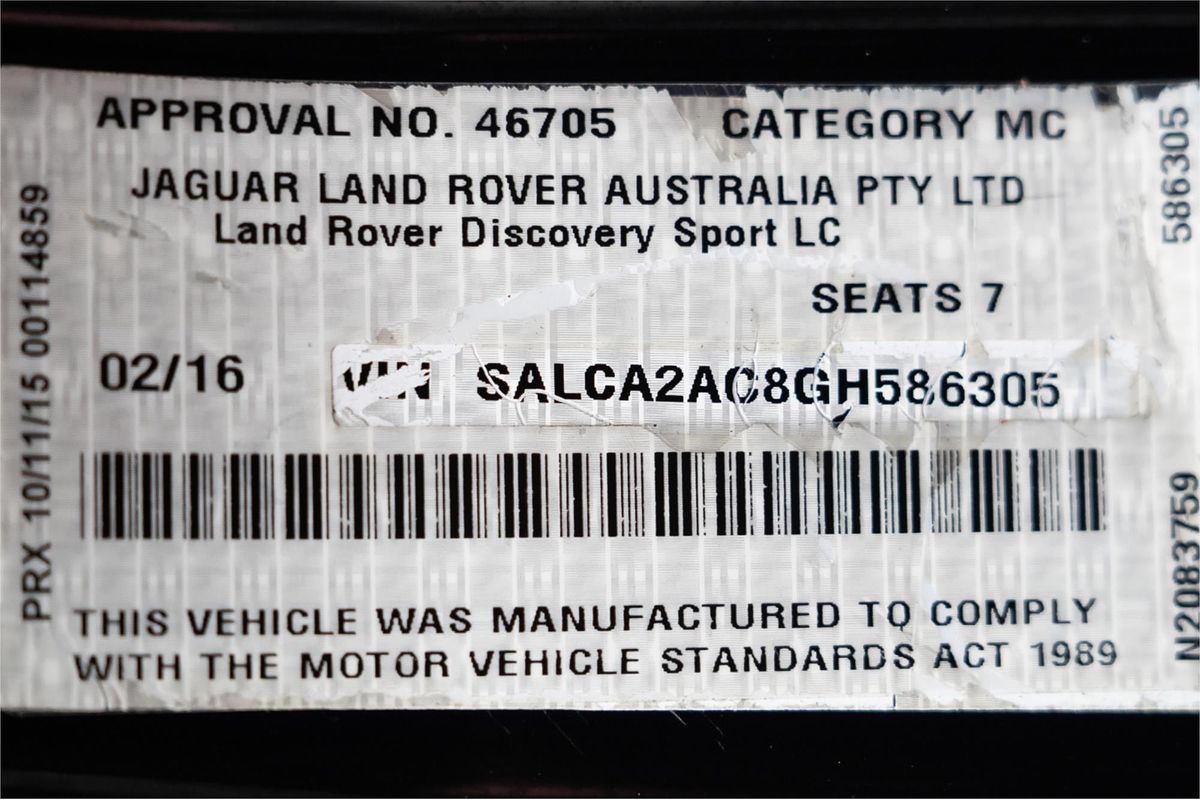 APPROVAL NO. 46705 CATEGORY MC
JAGUAR LAND ROVER AUSTRALIA PTY LTD
Land Rover Discovery Sport LC
SEATS 7
02/16 VIN SALCA2AC8GH586305
THIS VEHICLE WAS MANUFACTURED TO COMPLY
WITH THE MOTOR VEHICLE STANDARDS ACT 1989
PRX 10/11/15 00114859
586305
N2083759